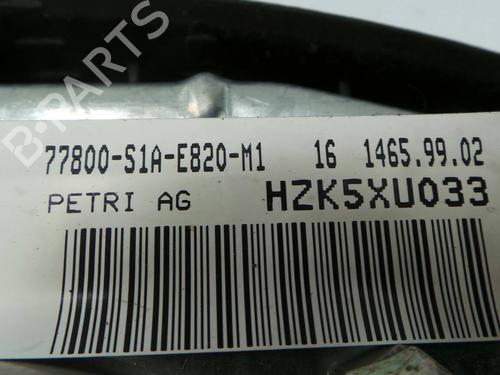 77800-S1A-E820-M1 16 1465.99.02
PETRI AG HZK5XU033
B-PARTS